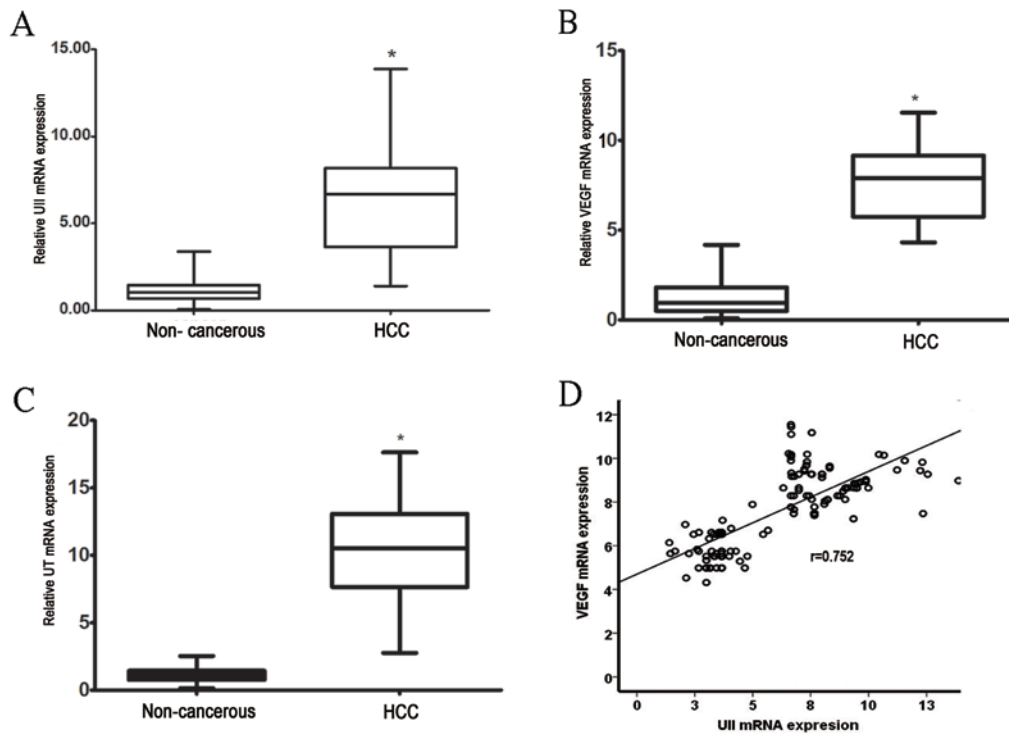 A
Relative UII mRNA expression
15.00
10.00
5.00
0.00
*
Non- cancerous
HCC
B
Relative VEGF mRNA expression
15
10
5
0
*
Non-cancerous
HCC
C
Relative UT mRNA expression
20
15
10
5
0
*
Non-cancerous
HCC
D
VEGF mRNA expression
12
10
8
6
4
2
0
r=0.752
0 3 5 8 10 13
UII mRNA expresion